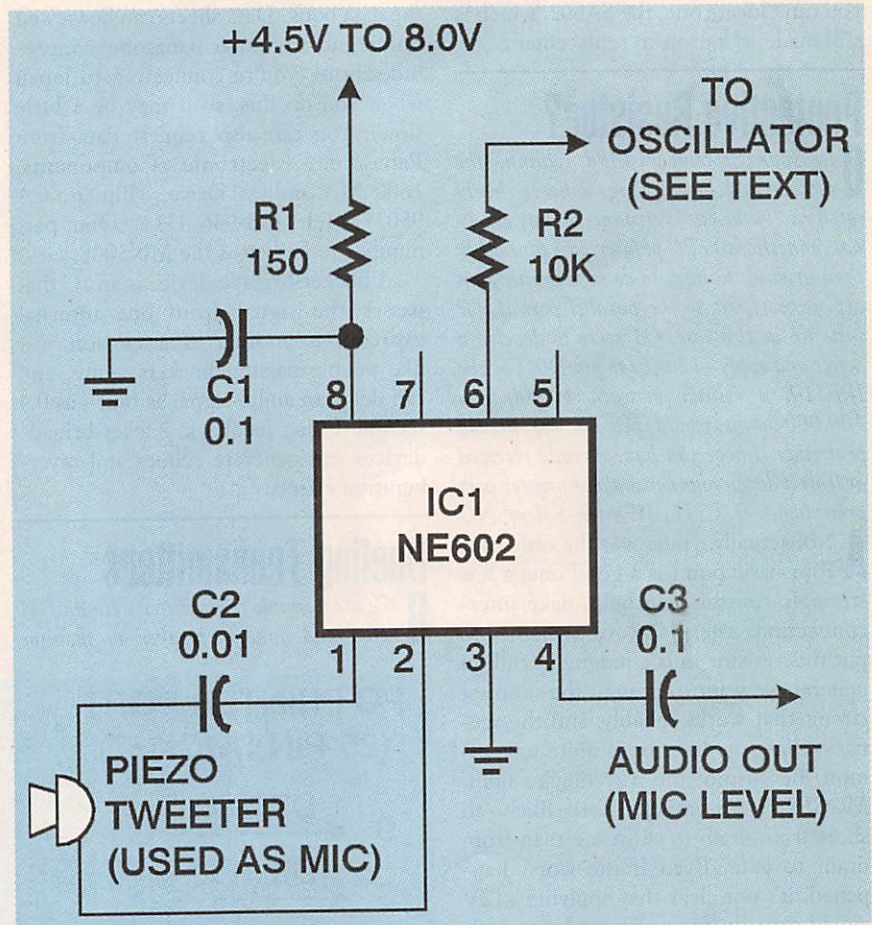 +4.5V TO 8.0V
TO
OSCILLATOR
(SEE TEXT)
R1
150
R2
10K
C1
0.1
8
7
6
5
IC1
NE602
C2
0.01
C3
0.1
1
2
3
4
PIEZO
TWEETER
(USED AS MIC)
AUDIO OUT
(MIC LEVEL)